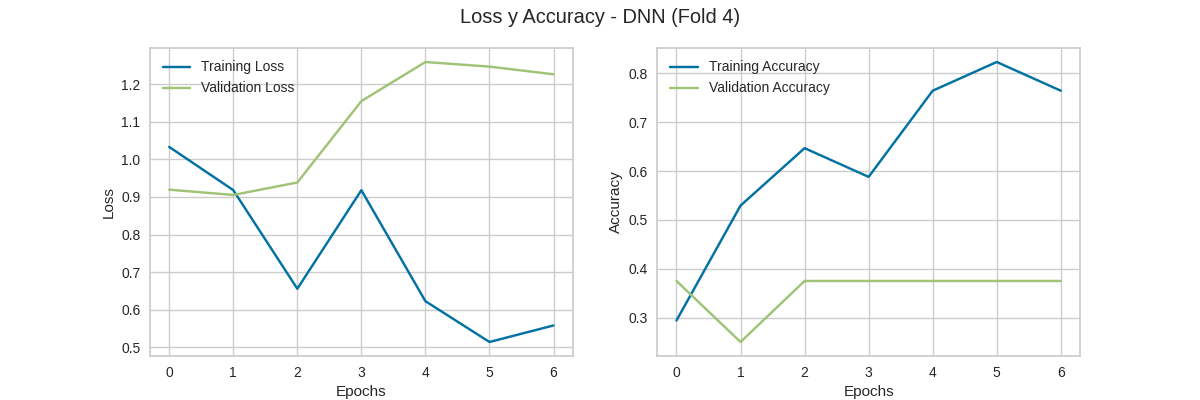 Loss y Accuracy - DNN (Fold 4)
Training Loss
Validation Loss
1.2
1.1
1.0
0.9
0.8
0.7
0.6
0.5
Loss
0 1 2 3 4 5 6
Epochs
Training Accuracy
Validation Accuracy
0.8
0.7
0.6
0.5
0.4
0.3
Accuracy
0 1 2 3 4 5 6
Epochs